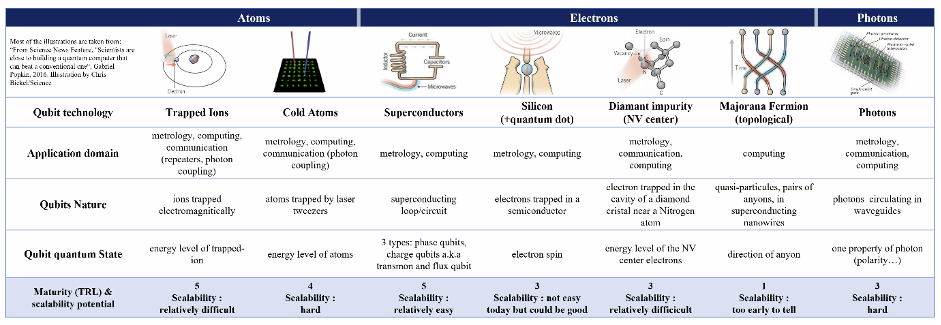 Atoms
Electrons
Photons
Most of the illustrations are taken from:
"From Science News Feature, "Scientists are
close to building a quantum computer that
can beat a conventional one", Gabriel
Popkin, 2016. Illustration by Chris
Bickel/Science
Laser
Electron
Current
Inductor
Capacitors
Microwaves
Microwaves
Electron
Spin
Vacancy
N
Laser
C
Time
Qubit technology
Trapped Ions
Cold Atoms
Superconductors
Silicon
(+quantum dot)
Diamant impurity
(NV center)
Majorana Fermion
(topological)
Photons
Application domain
metrology, computing,
communication
(repeaters, photon
coupling)
metrology, computing,
communication (photon
coupling)
metrology, computing
metrology, computing
metrology,
communication,
computing
computing
metrology,
communication,
computing
Qubits Nature
ions trapped
electromagnitically
atoms trapped by laser
tweezers
superconducting
loop/circuit
electrons trapped in a
semiconductor
electron trapped in the
cavity of a diamond
cristal near a Nitrogen
atom
quasi-particules, pairs of
anyons, in
superconducting
nanowires
photons circulating in
waveguides
Qubit quantum State
energy level of trapped-
ion
energy level of atoms
3 types: phase qubits,
charge qubits a.k.a
transmon and flux qubit
electron spin
energy level of the NV
center electrons
direction of anyon
one property of photon
(polarity…)
Maturity (TRL) &
scalability potential
5
Scalability :
relatively difficult
4
Scalability :
hard
5
Scalability :
relatively easy
3
Scalability : not easy
today but could be good
3
Scalability :
relatively difficicult
1
Scalability :
too early to tell
3
Scalability :
hard